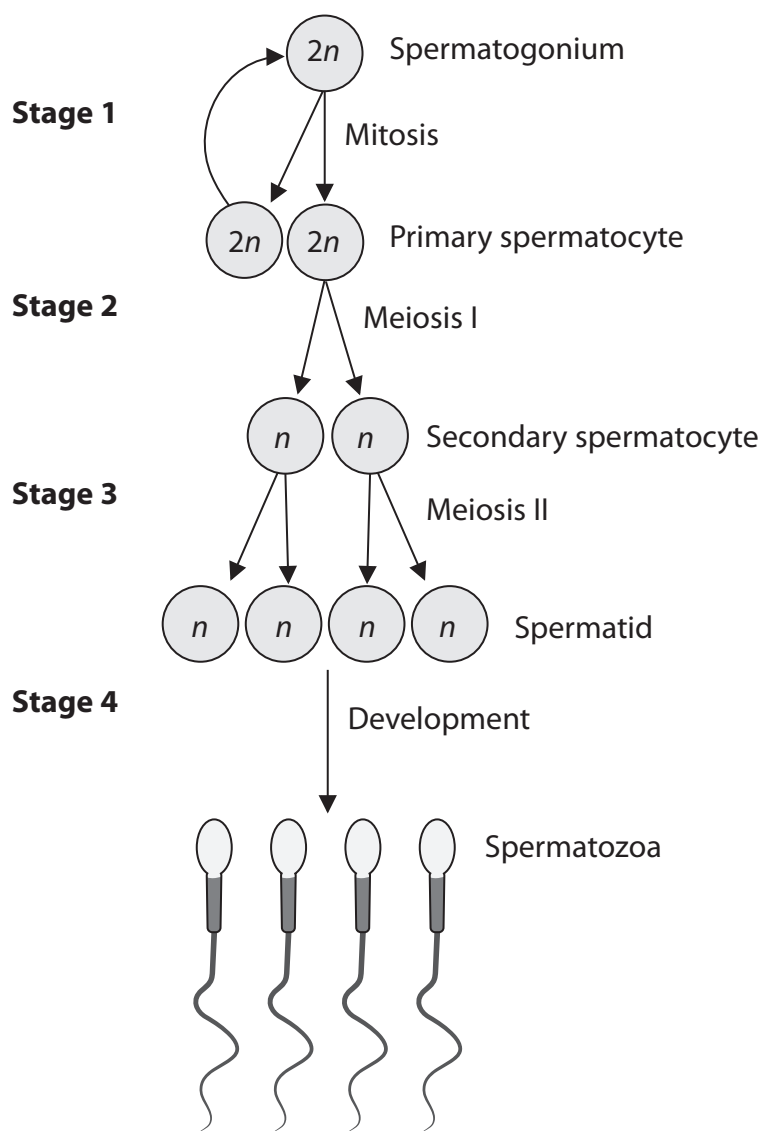 2n
Spermatogonium
Stage 1
Mitosis
2n 2n Primary spermatocyte
Stage 2
Meiosis I
n n Secondary spermatocyte
Stage 3
Meiosis II
n n n n Spermatid
Stage 4
Development
Spermatozoa